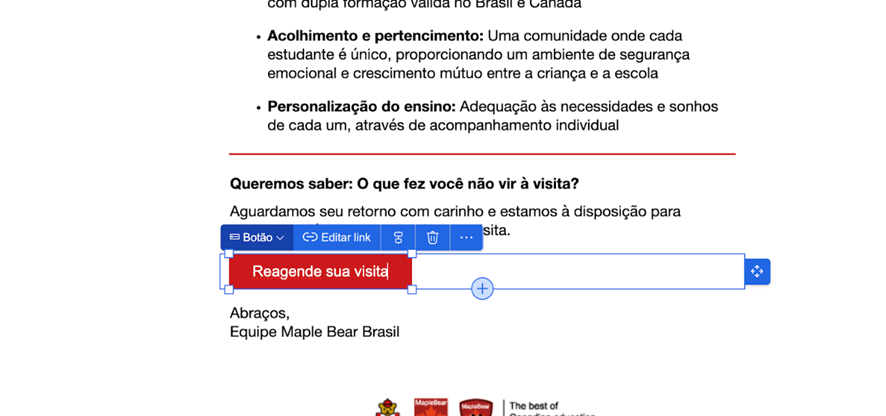 com dupla formação válida no Brasil e Canadá
• Acolhimento e pertencimento: Uma comunidade onde cada
estudante é único, proporcionando um ambiente de segurança
emocional e crescimento mútuo entre a criança e a escola
• Personalização do ensino: Adequação às necessidades e sonhos
de cada um, através de acompanhamento individual
Queremos saber: O que fez você não vir à visita?
Aguardamos seu retorno com carinho e estamos à disposição para
sita.
Botão
Editar link
Reagende sua visita
Abraços,
Equipe Maple Bear Brasil
MapleBear
MapleBear
The best of
Canadian education